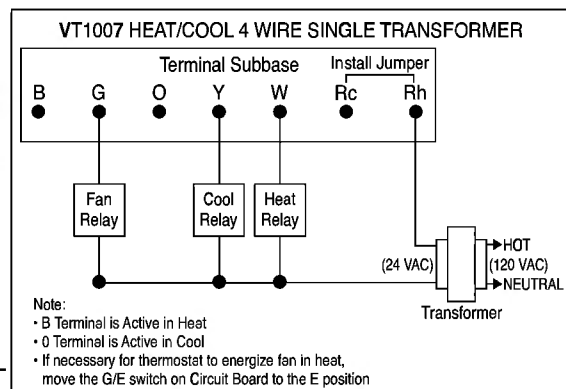 VT1007 HEAT/COOL 4 WIRE SINGLE TRANSFORMER
Terminal Subbase
Install Jumper
B G O Y W Rc Rh
Fan Relay
Cool Relay
Heat Relay
(24 VAC)
HOT
(120 VAC)
NEUTRAL
Transformer
Note:
• B Terminal is Active in Heat
• 0 Terminal is Active in Cool
• If necessary for thermostat to energize fan in heat,
move the G/E switch on Circuit Board to the E position